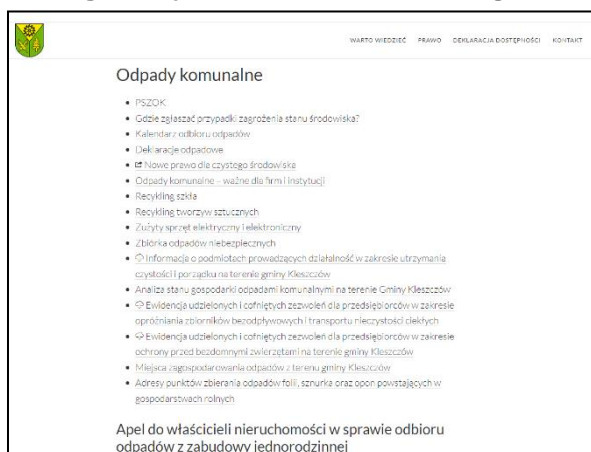 WARTO WIEDZIEĆ PRAWO DEKLARACJA DOSTĘPNOŚCI KONTAKT
Odpady komunalne
• PSZOK
• Gdzie zgłaszać przypadki zagrożenia stanu środowiska?
• Kalendarz odbioru odpadów
• Deklaracje odpadowe
• Nowe prawo dla czystego środowiska
• Odpady komunalne – ważne dla firm i instytucji
• Recykling szkła
• Recykling tworzyw sztucznych
• Zużyty sprzęt elektryczny i elektroniczny
• Zbiórka odpadów niebezpiecznych
• Informacja o podmiotach prowadzących działalność w zakresie utrzymania
czystości i porządku na terenie gminy Kleszczów
• Analiza stanu gospodarki odpadami komunalnymi na terenie Gminy Kleszczów
• Ewidencja udzielonych i cofniętych zezwoleń dla przedsiębiorców w zakresie
opróżniania zbiorników bezodpływowych i transportu nieczystości ciekłych
• Ewidencja udzielonych i cofniętych zezwoleń dla przedsiębiorców w zakresie
ochrony przed bezdomnymi zwierzętami na terenie gminy Kleszczów
• Miejsca zagospodarowania odpadów z terenu gminy Kleszczów
• Adresy punktów zbierania odpadów folii, sznurka oraz opon powstających w
gospodarstwach rolnych
Apel do właścicieli nieruchomości w sprawie odbioru
odpadów z zabudowy jednorodzinnej